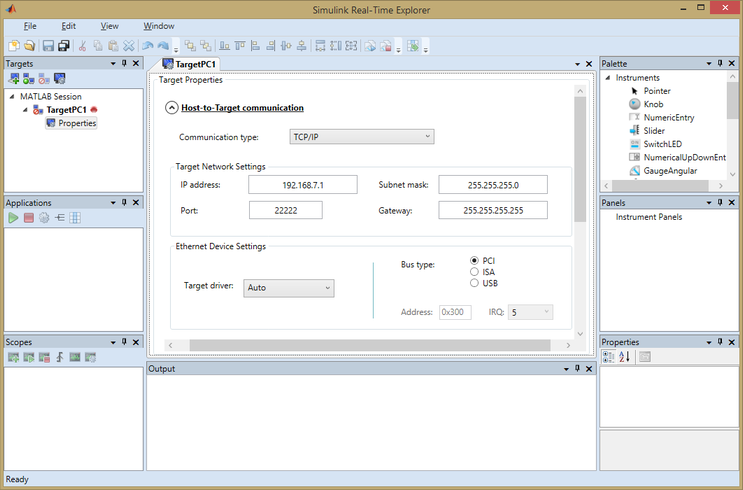 Simulink Real-Time Explorer
File Edit View Window
Targets
MATLAB Session
TargetPC1
Properties
Applications
Scopes
TargetPC1
Target Properties
Host-to-Target communication
Communication type: TCP/IP
Target Network Settings
IP address: 192.168.7.1 Subnet mask: 255.255.255.0
Port: 22222 Gateway: 255.255.255.255
Ethernet Device Settings
Target driver: Auto
Bus type: PCI
ISA
USB
Address: 0x300 IRQ: 5
Output
Palette
Instruments
Pointer
Knob
NumericEntry
Slider
SwitchLED
NumericalUpDownEnt
GaugeAngular
Panels
Instrument Panels
Properties
Ready